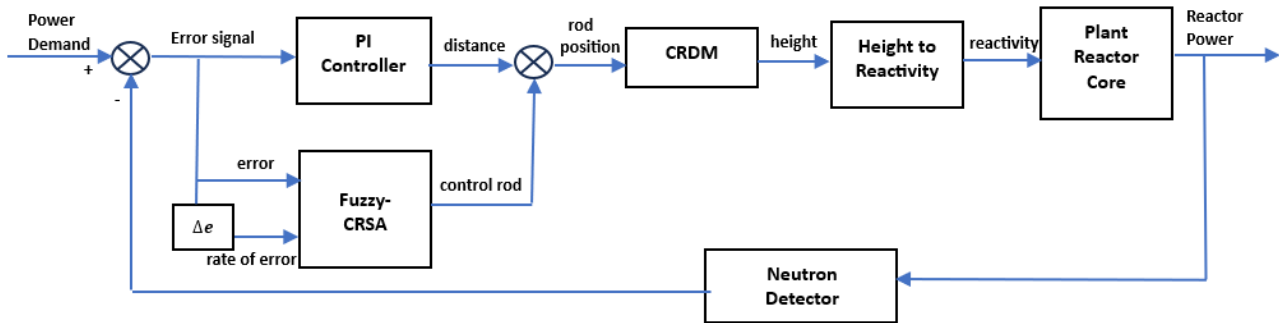 Power
Demand
+
-
Error signal
PI
Controller
distance
rod
position
CRDM
height
Height to
Reactivity
reactivity
Plant
Reactor
Core
Reactor
Power
error
Δe
rate of error
Fuzzy-
CRSA
control rod
Neutron
Detector